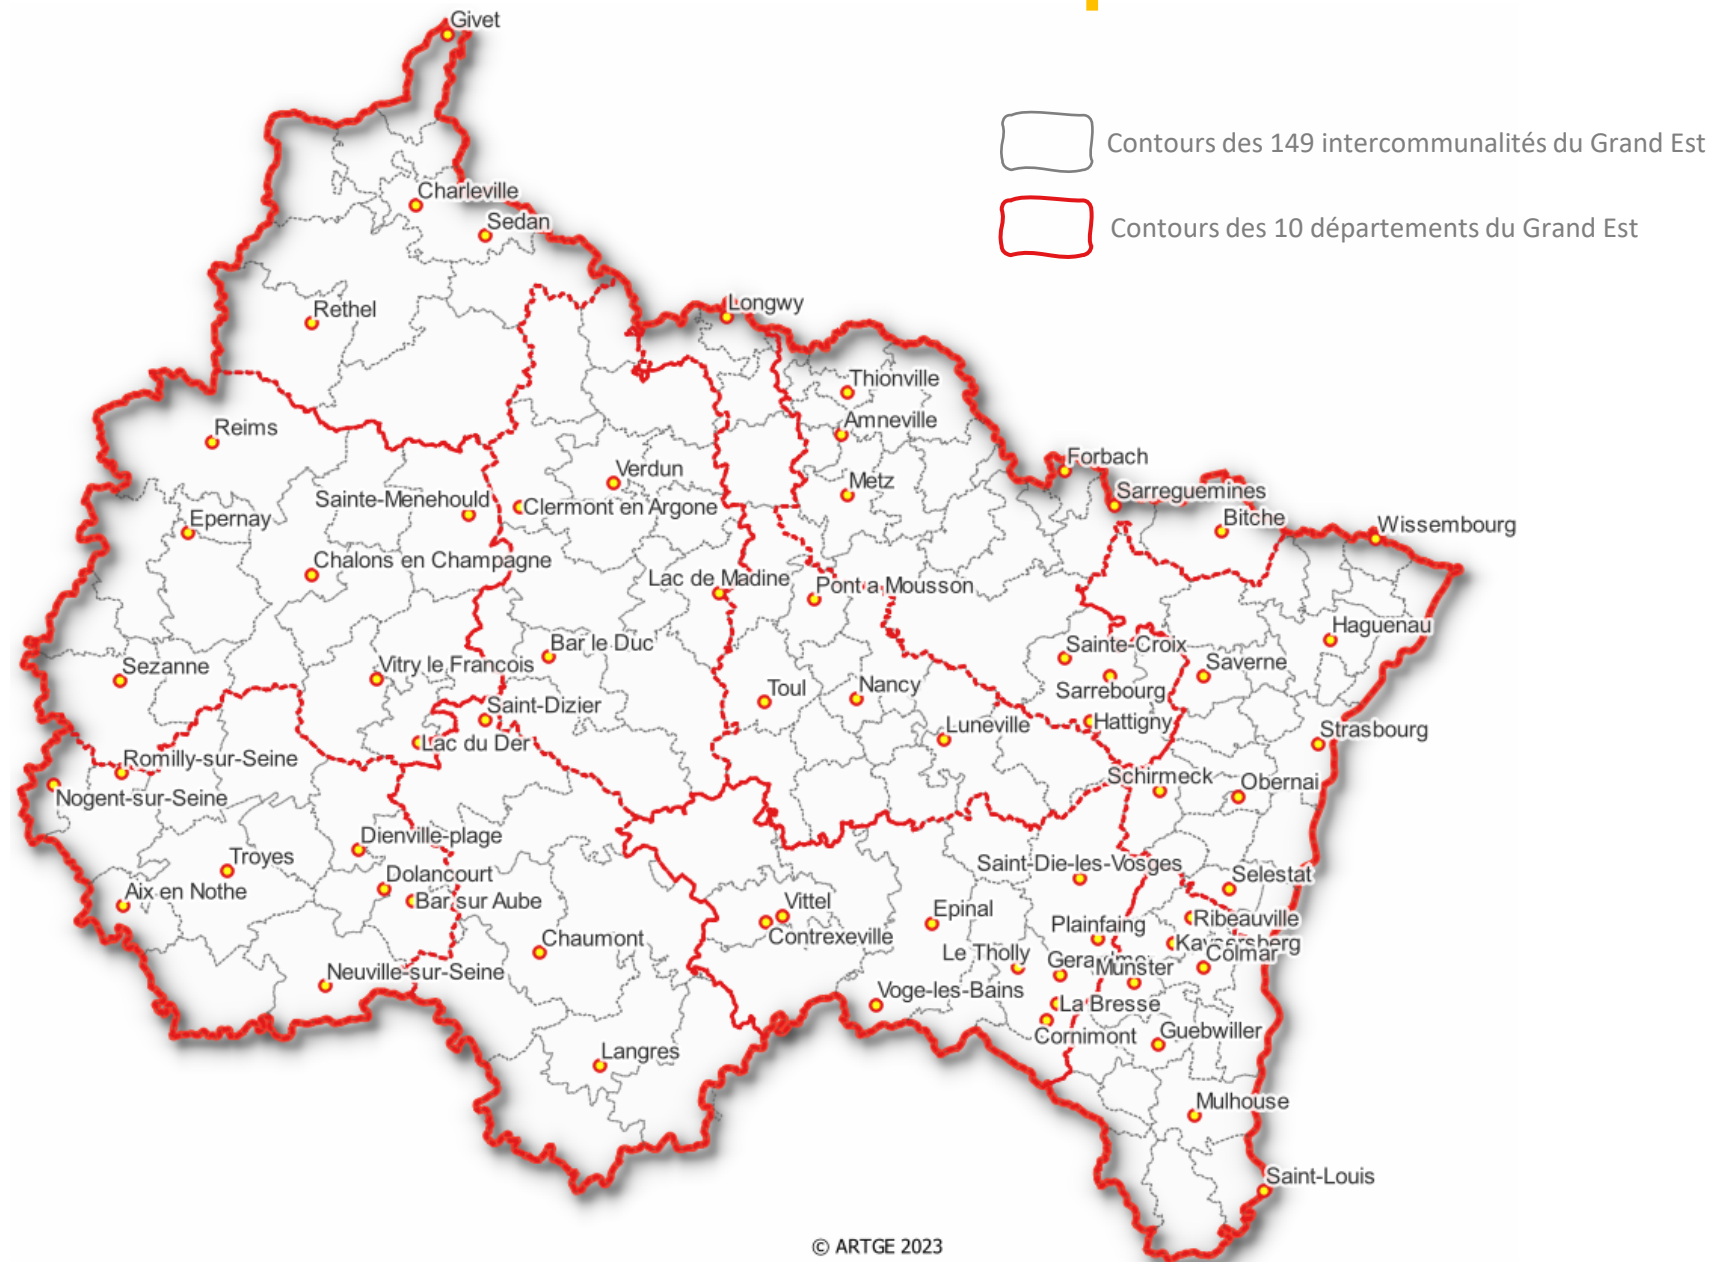 Givet
Contours des 149 intercommunalités du Grand Est
Charleville
Sedan
Contours des 10 départements du Grand Est
Rethel
Longwy
Thionville
Amneville
Reims
Forbach
Verdun
Metz
Sarreguemines
Sainte-Menehould
Clermont en Argone
Epernay
Bitche
Wissembourg
Chalons en Champagne
Lac de Madine
Pont a Mousson
Haguenau
Bar le Duc
Sainte-Croix
Sezanne
Vitry le Francois
Saverne
Toul
Nancy
Sarrebourg
Saint-Dizier
Luneville
Hattigny
Strasbourg
Lac du Der
Romilly-sur-Seine
Schirmeck
Obernai
Nogent-sur-Seine
Dienville-plage
Troyes
Saint-Die-les-Vosges
Dolancourt
Selestat
Aix en Nothe
Bar sur Aube
Vittel
Epinal
Ribeauville
Plainfaing
Chaumont
Contrexeville
Kaysersberg
Le Tholly
Colmar
Neuville-sur-Seine
Munster
Voge-les-Bains
La Bresse
Cornimont
Guebwiller
Langres
Mulhouse
Saint-Louis
© ARTGE 2023